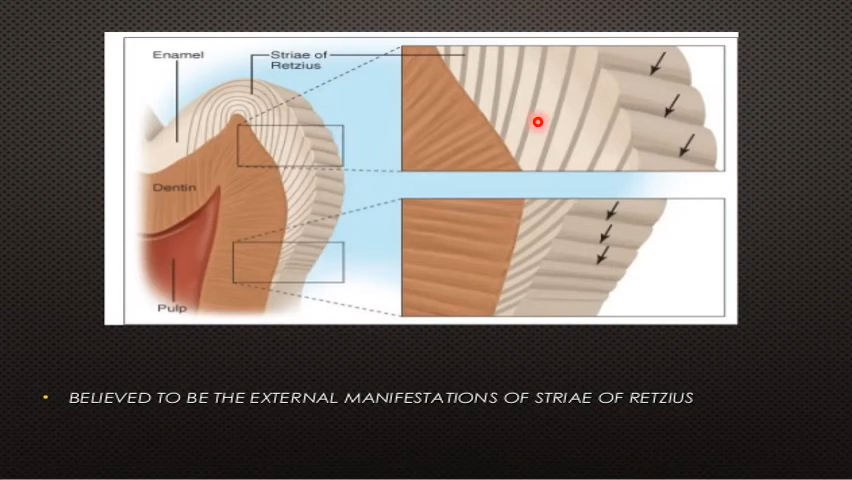 Enamel
Striae of
Retzius
Dentin
Pulp
• BELIEVED TO BE THE EXTERNAL MANIFESTATIONS OF STRIAE OF RETZIUS